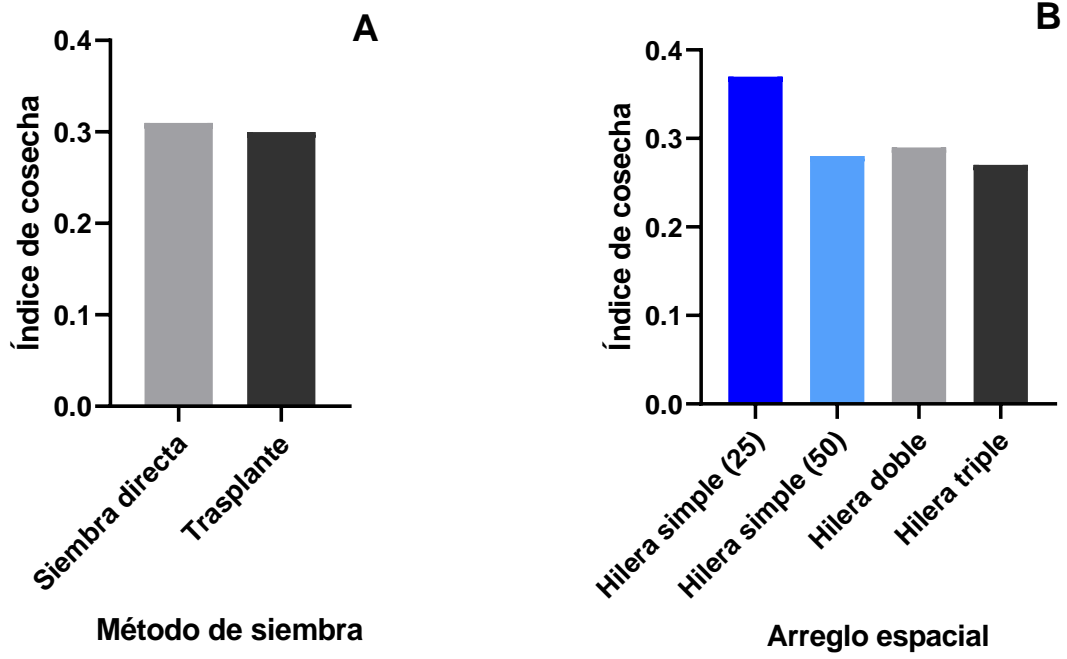 A
Índice de cosecha
0.4
0.3
0.2
0.1
0.0
Siembra directa
Trasplante
Método de siembra
B
Índice de cosecha
0.4
0.3
0.2
0.1
0.0
Hilera simple (25)
Hilera simple (50)
Hilera doble
Hilera triple
Arreglo espacial